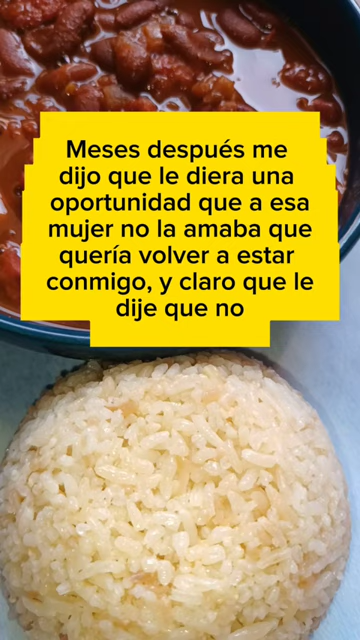 Meses después me
dijo que le diera una
oportunidad que a esa
mujer no la amaba que
quería volver a estar
conmigo, y claro que le
dije que no